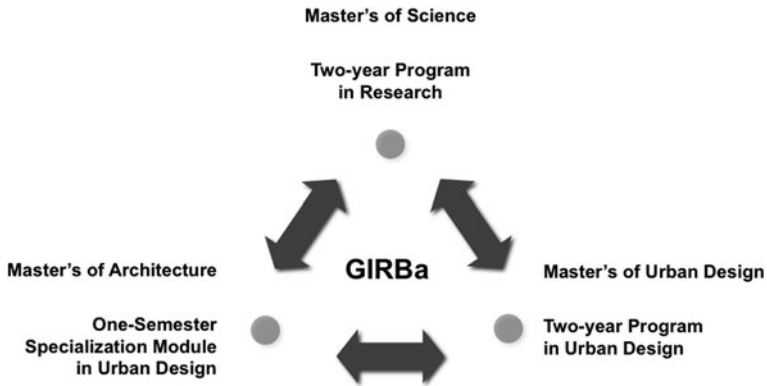 Master's of Science
Two-year Program
in Research
GIRBa
Master's of Architecture
One-Semester
Specialization Module
in Urban Design
Master's of Urban Design
Two-year Program
in Urban Design